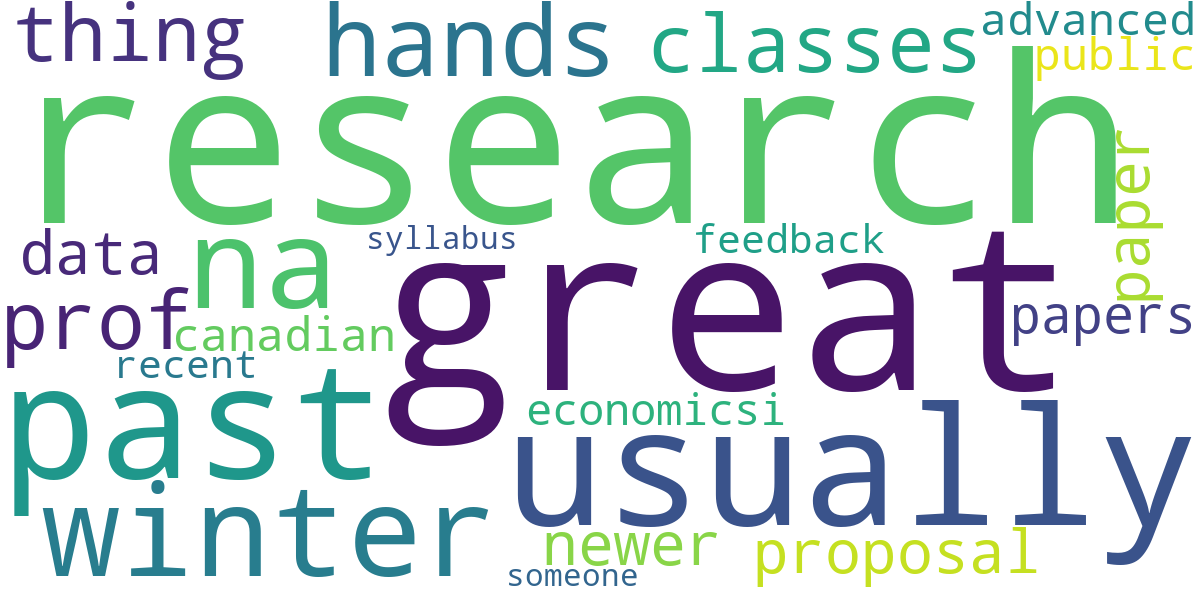 thing
hands
classes
advanced
public
research
paper
data
na
syllabus
feedback
great
prof
canadian
papers
recent
past
economicsi
usually
winter
newer
proposal
someone